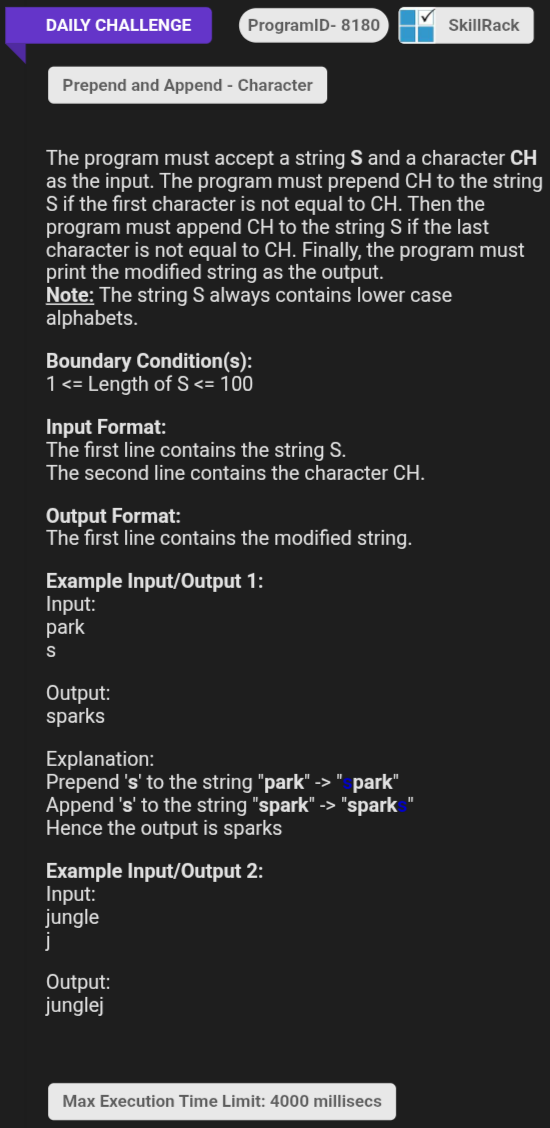 DAILY CHALLENGE
ProgramID- 8180
SkillRack
Prepend and Append - Character
The program must accept a string S and a character CH
as the input. The program must prepend CH to the string
S if the first character is not equal to CH. Then the
program must append CH to the string S if the last
character is not equal to CH. Finally, the program must
print the modified string as the output.
Note: The string S always contains lower case
alphabets.
Boundary Condition(s):
1 <= Length of S <= 100
Input Format:
The first line contains the string S.
The second line contains the character CH.
Output Format:
The first line contains the modified string.
Example Input/Output 1:
Input:
park
s
Output:
sparks
Explanation:
Prepend 's' to the string "park" -> "spark"
Append 's' to the string "spark" -> "sparks"
Hence the output is sparks
Example Input/Output 2:
Input:
jungle
j
Output:
junglej
Max Execution Time Limit: 4000 millisecs